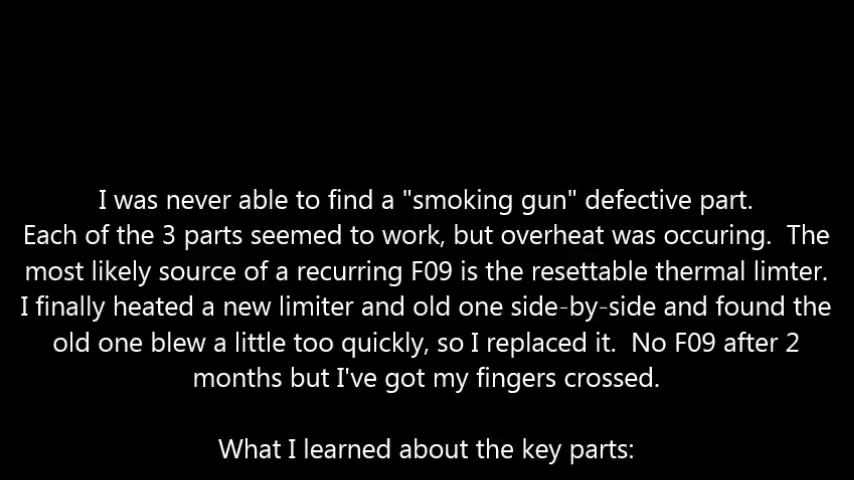 I was never able to find a "smoking gun" defective part.
Each of the 3 parts seemed to work, but overheat was occuring.  The
most likely source of a recurring F09 is the resettable thermal limter.
I finally heated a new limiter and old one side-by-side and found the
old one blew a little too quickly, so I replaced it.  No F09 after 2
months but I've got my fingers crossed.
What I learned about the key parts: